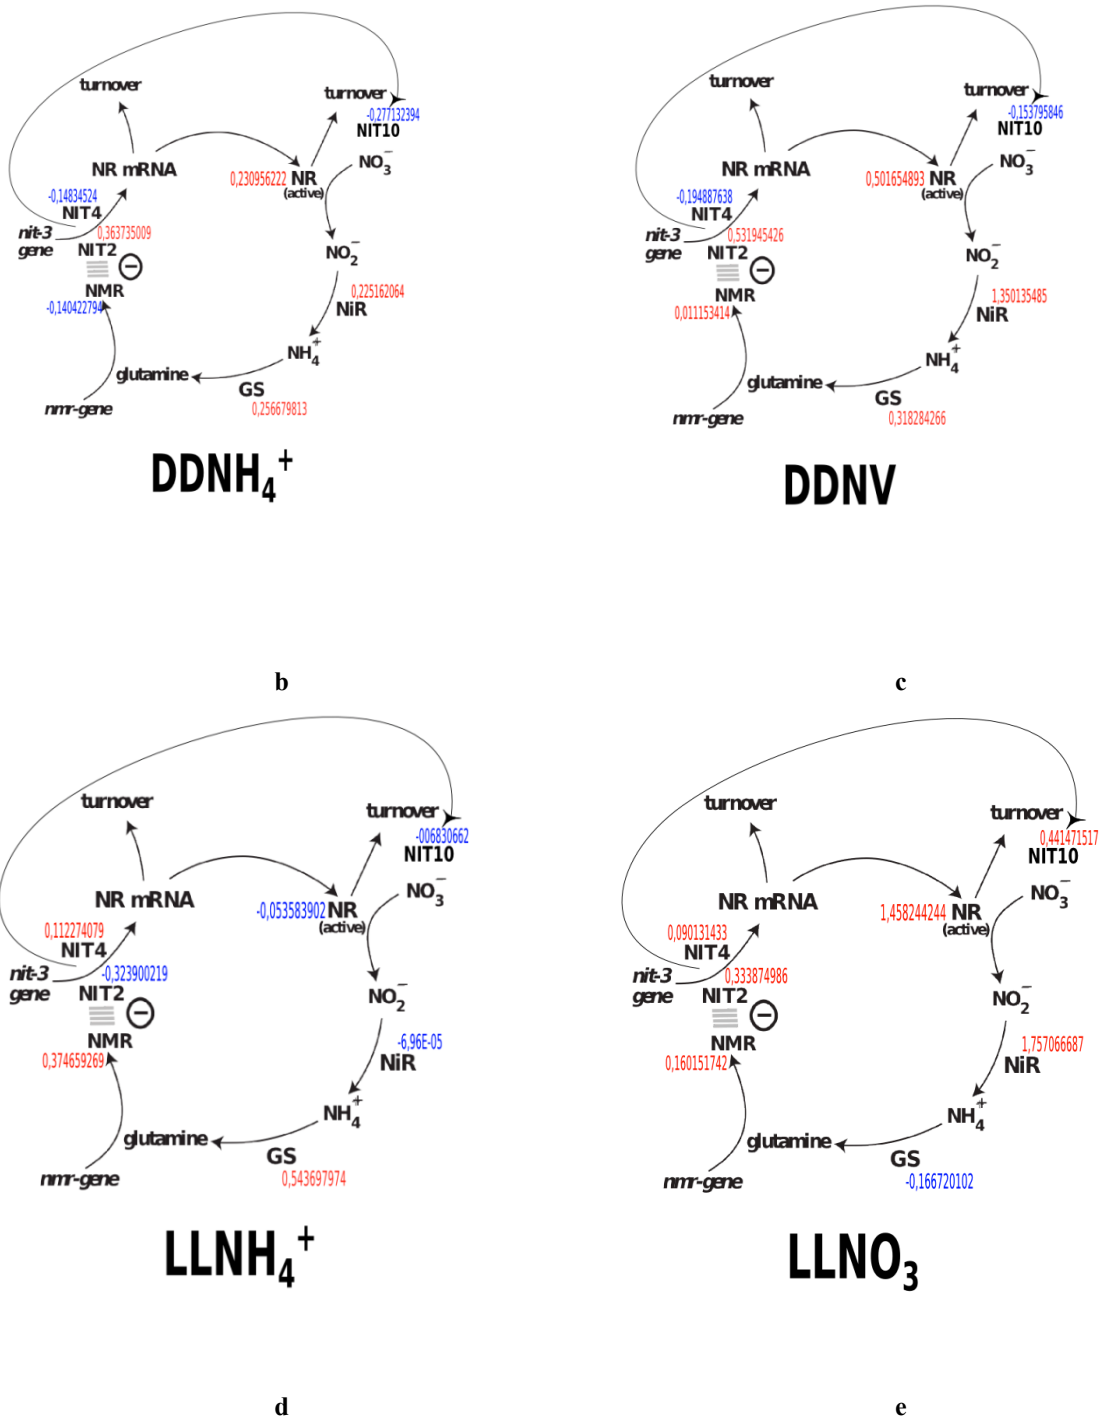 turnover
turnover
-0,277132394
NIT10
NR mRNA
NO3−
0,230956222 NR
(active)
-0,14834524
NIT4
nit-3
gene
0,363735009
NIT2
−
NO2−
NMR
-0,140422794
0,225162064
NiR
NH4+
glutamine
GS
0,256679813
nmr-gene
DDNH4+
turnover
turnover
-0,153795846
NIT10
NR mRNA
NO3−
0,501654893 NR
(active)
-0,194887638
NIT4
nit-3
gene
0,531945426
NIT2
−
NO2−
NMR
0,011153414
1,350135485
NiR
NH4+
glutamine
GS
0,318284266
nmr-gene
DDNV
b
c
turnover
turnover
-006830662
NIT10
NR mRNA
NO3−
-0,053583902 NR
(active)
0,112274079
NIT4
nit-3
gene
-0,323900219
NIT2
−
NO2−
NMR
0,374659269
-6,96E-05
NiR
NH4+
glutamine
GS
0,543697974
nmr-gene
LLNH4+
turnover
turnover
0,441471517
NIT10
NR mRNA
NO3−
1,458244244 NR
(active)
0,090131433
NIT4
nit-3
gene
0,333874986
NIT2
−
NO2−
NMR
0,160151742
1,757066687
NiR
NH4+
glutamine
GS
-0,166720102
nmr-gene
LLNO3
d
e